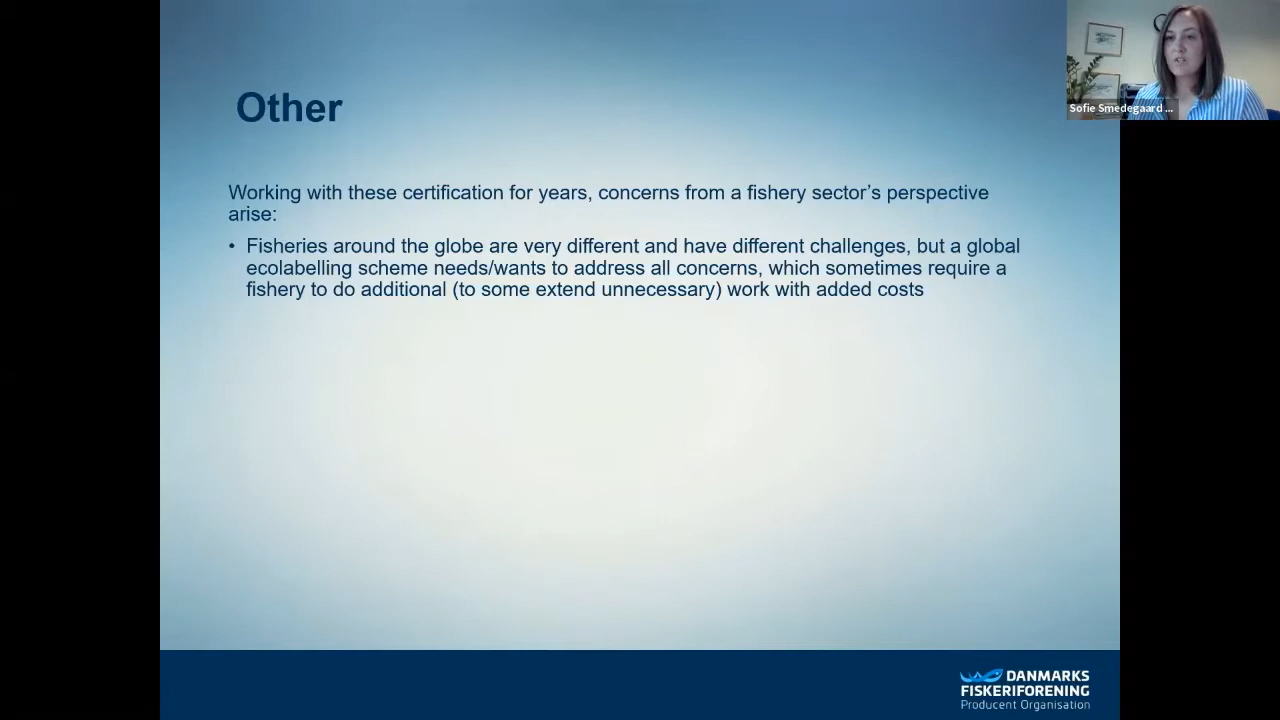 Other
Working with these certification for years, concerns from a fishery sector’s perspective
arise:
• Fisheries around the globe are very different and have different challenges, but a global
ecolabelling scheme needs/wants to address all concerns, which sometimes require a
fishery to do additional (to some extend unnecessary) work with added costs
Sofie Smedegaard ...
DANMARKS
FISKERIFORENING
Producent Organisation